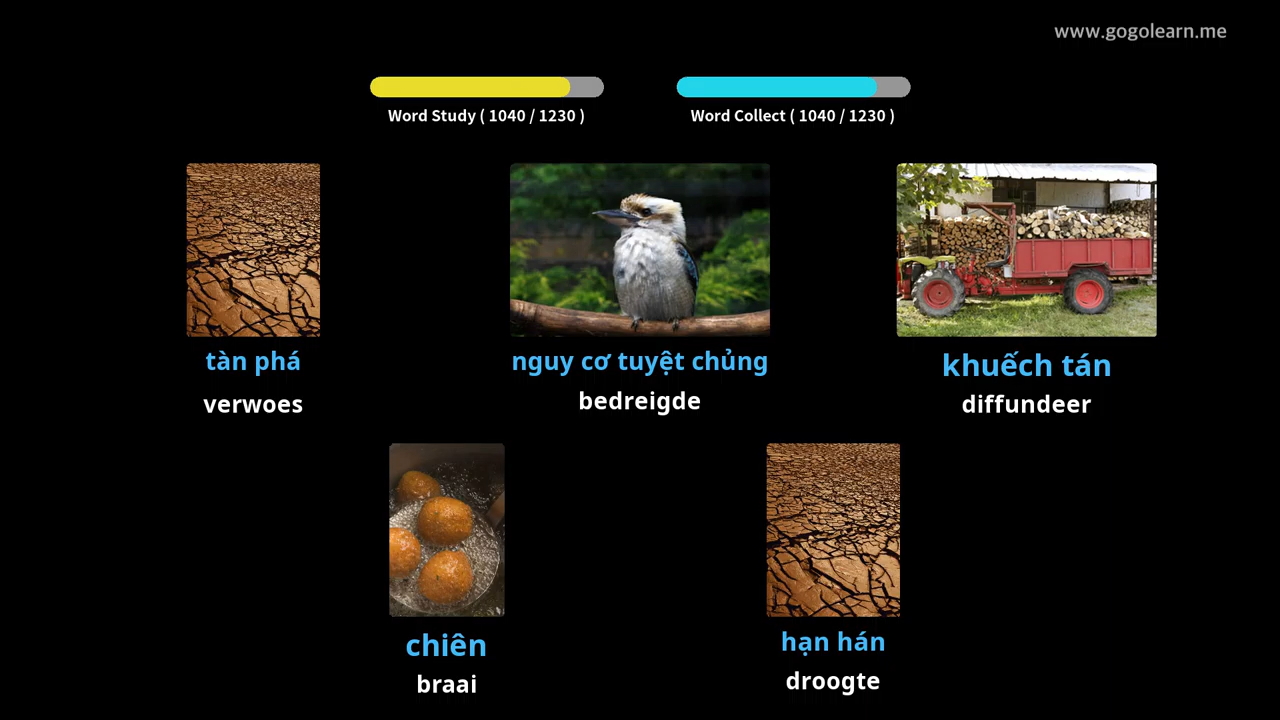 www.gogolearn.me
Word Study ( 1040 / 1230 )
Word Collect ( 1040 / 1230 )
tàn phá
verwoes
nguy cơ tuyệt chủng
bedreigde
khuếch tán
diffundeer
chiên
braai
hạn hán
droogte